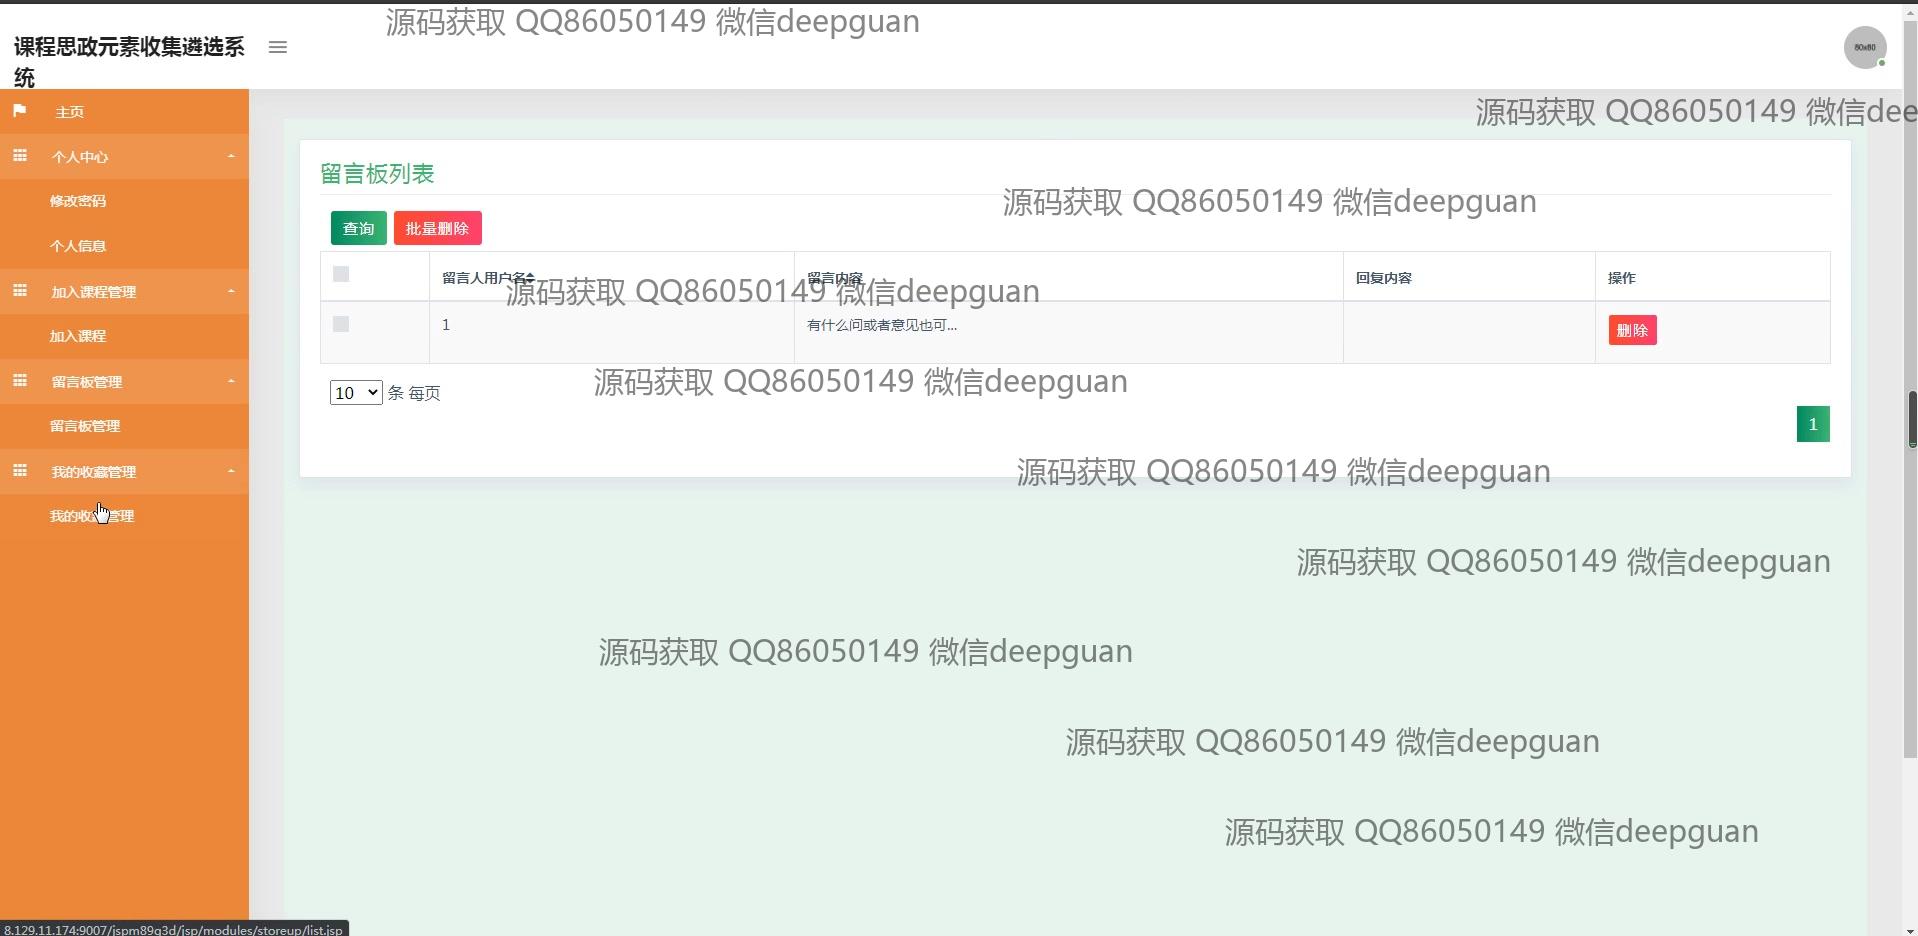 源码获取 QQ86050149 微信deepguan
课程思政元素收集遴选系
统
80x80
主页
源码获取 QQ86050149 微信dee
个人中心
留言板列表
修改密码
源码获取 QQ86050149 微信deepguan
查询 批量删除
个人信息
留言人用户名 留言内容 回复内容 操作
加入课程管理
源码获取 QQ86050149 微信deepguan
1 有什么问或者意见也可... 删除
加入课程
留言板管理
源码获取 QQ86050149 微信deepguan
10 条 每页
留言板管理
1
我的收藏管理
源码获取 QQ86050149 微信deepguan
我的收 管理
源码获取 QQ86050149 微信deepguan
源码获取 QQ86050149 微信deepguan
源码获取 QQ86050149 微信deepguan
源码获取 QQ86050149 微信deepguan
8.129.11.174:9007/jspm89q3d/jsp/modules/storeup/list.jsp